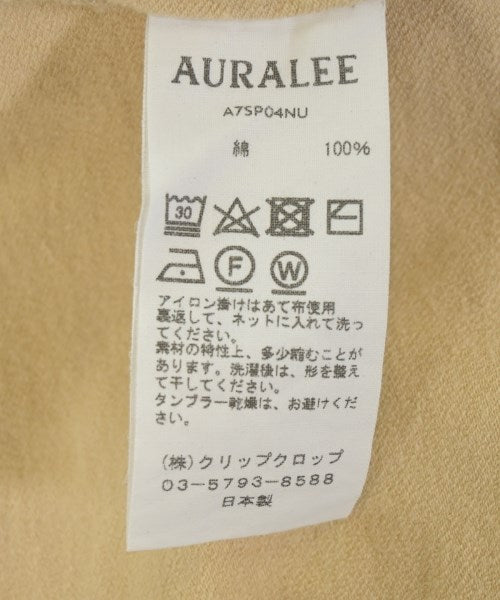 AURALEE
A7SP04NU
綿 100%
30
F W
アイロン掛けはあて布使用
裏返して、ネットに入れて洗っ
てください。
素材の特性上、多少縮むことが
あります。洗濯後は、形を整え
て干してください。
タンブラー乾燥は、お避けくだ
さい。
(株)クリップクロップ
03-5793-8588
日本製